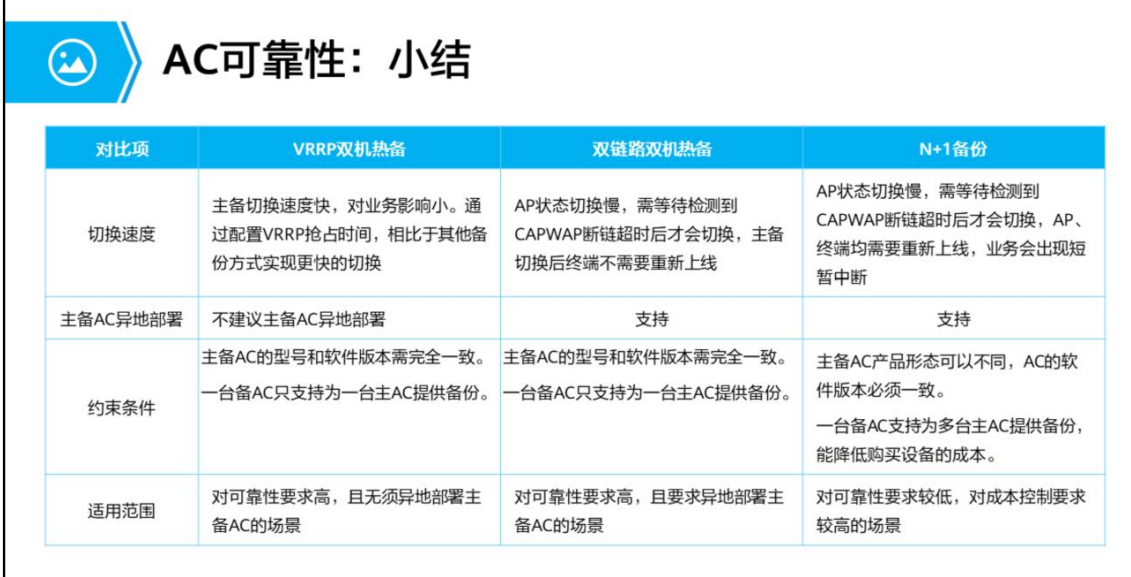 AC可靠性：小结
对比项
VRRP双机热备
双链路双机热备
N+1备份
切换速度
主备切换速度快，对业务影响小。通
过配置VRRP抢占时间，相比于其他备
份方式实现更快的切换
AP状态切换慢，需等待检测到
CAPWAP断链超时后才会切换，主备
切换后终端不需要重新上线
AP状态切换慢，需等待检测到
CAPWAP断链超时后才会切换，AP、
终端均需要重新上线，业务会出现短
暂中断
主备AC异地部署
不建议主备AC异地部署
支持
支持
约束条件
主备AC的型号和软件版本需完全一致。
一台备AC只支持为一台主AC提供备份。
主备AC的型号和软件版本需完全一致。
一台备AC只支持为一台主AC提供备份。
主备AC产品形态可以不同，AC的软
件版本必须一致。
一台备AC支持为多台主AC提供备份，
能降低购买设备的成本。
适用范围
对可靠性要求高，且无须异地部署主
备AC的场景
对可靠性要求高，且要求异地部署主
备AC的场景
对可靠性要求较低，对成本控制要求
较高的场景